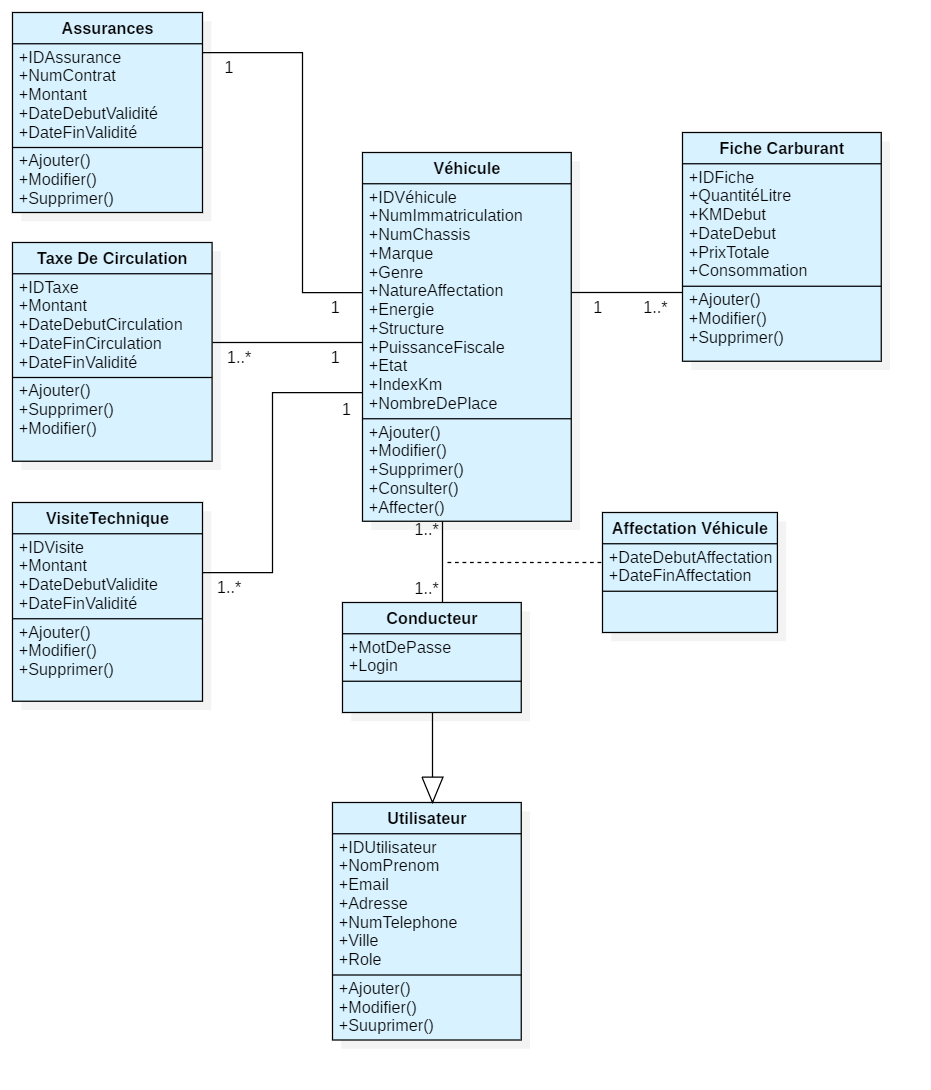 Assurances
+IDAssurance
+NumContrat
+Montant
+DateDebutValidité
+DateFinValidité
+Ajouter()
+Modifier()
+Supprimer()
1
1
Taxe De Circulation
+IDTaxe
+Montant
+DateDebutCirculation
+DateFinCirculation
+DateFinValidité
+Ajouter()
+Supprimer()
+Modifier()
1..*
1
VisiteTechnique
+IDVisite
+Montant
+DateDebutValidite
+DateFinValidité
+Ajouter()
+Modifier()
+Supprimer()
1..*
1
Véhicule
+IDVéhicule
+NumImmatriculation
+NumChassis
+Marque
+Genre
+NatureAffectation
+Energie
+Structure
+PuissanceFiscale
+Etat
+IndexKm
+NombreDePlace
+Ajouter()
+Modifier()
+Supprimer()
+Consulter()
+Affecter()
1
1..*
Fiche Carburant
+IDFiche
+QuantitéLitre
+KMDebut
+DateDebut
+PrixTotale
+Consommation
+Ajouter()
+Modifier()
+Supprimer()
1..*
1..*
Affectation Véhicule
+DateDebutAffectation
+DateFinAffectation
Conducteur
+MotDePasse
+Login
Utilisateur
+IDUtilisateur
+NomPrenom
+Email
+Adresse
+NumTelephone
+Ville
+Role
+Ajouter()
+Modifier()
+Suuprimer()